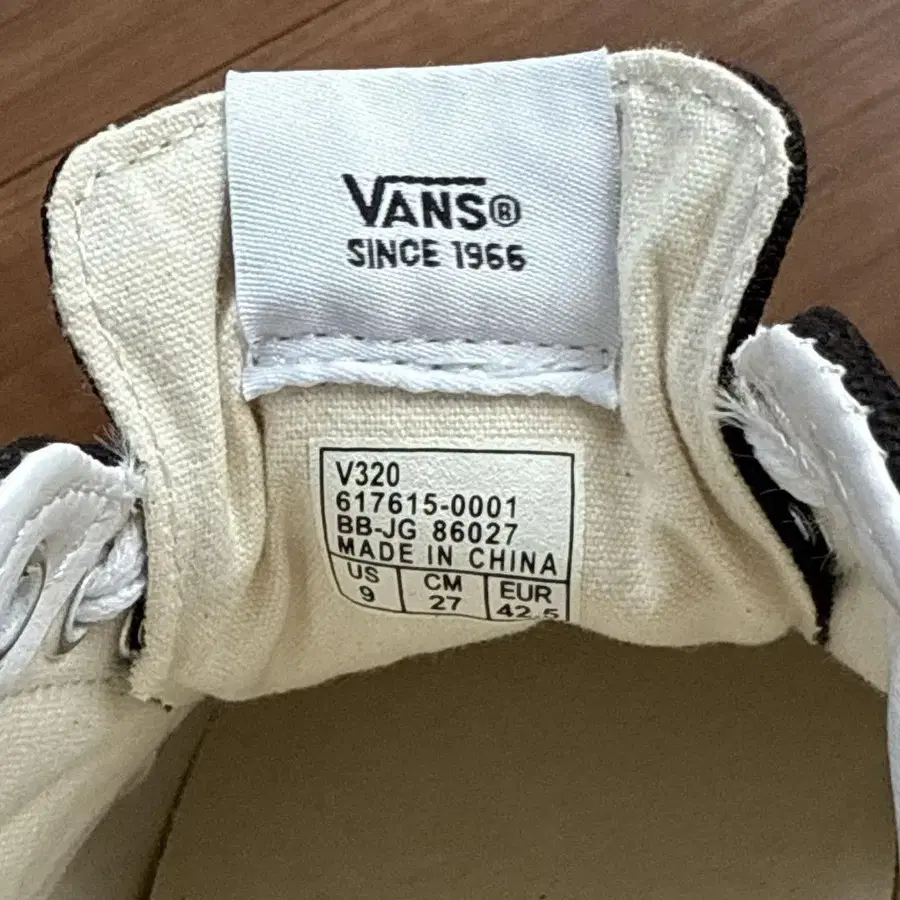 VANS®
SINCE 1966
V320
617615-0001
BB-JG 86027
MADE IN CHINA
US CM EUR
9 27 42.5